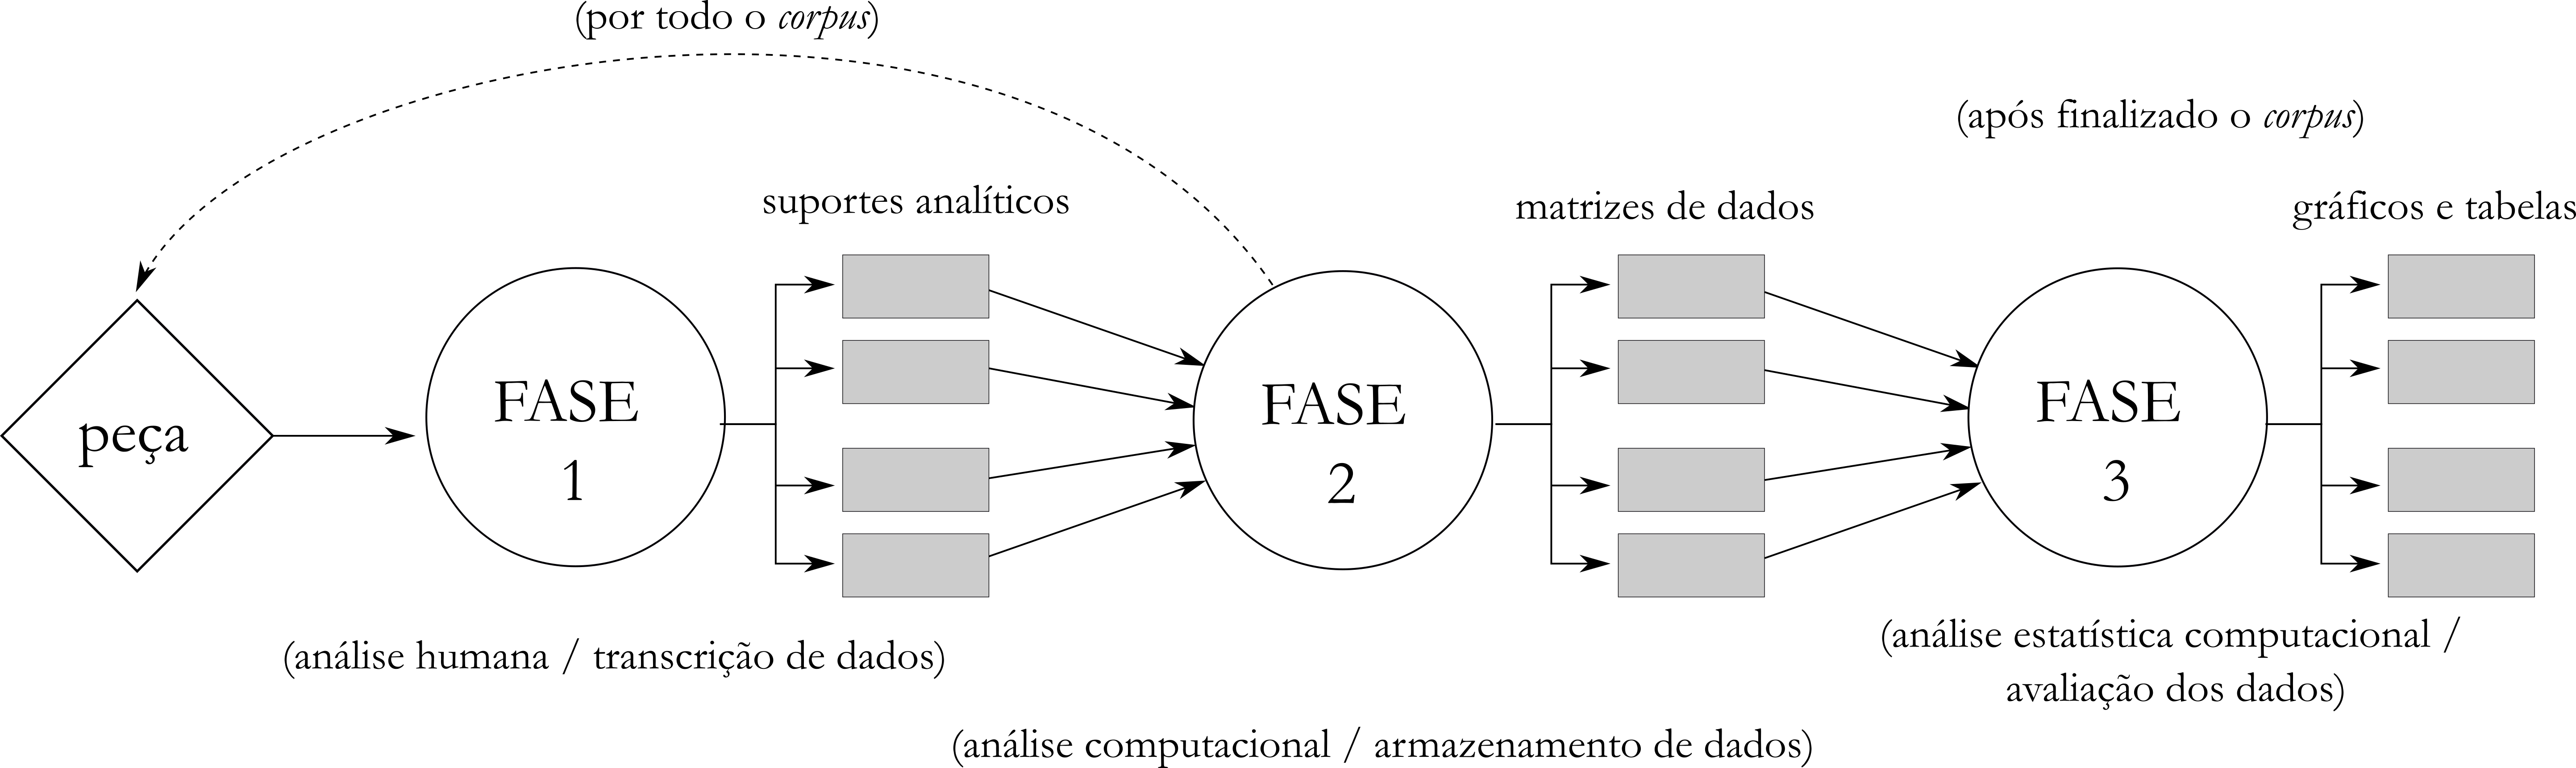 (por todo o corpus)
(após finalizado o corpus)
suportes analíticos
matrizes de dados
gráficos e tabelas
peça
FASE
1
FASE
2
FASE
3
(análise humana / transcrição de dados)
(análise computacional / armazenamento de dados)
(análise estatística computacional /
avaliação dos dados)